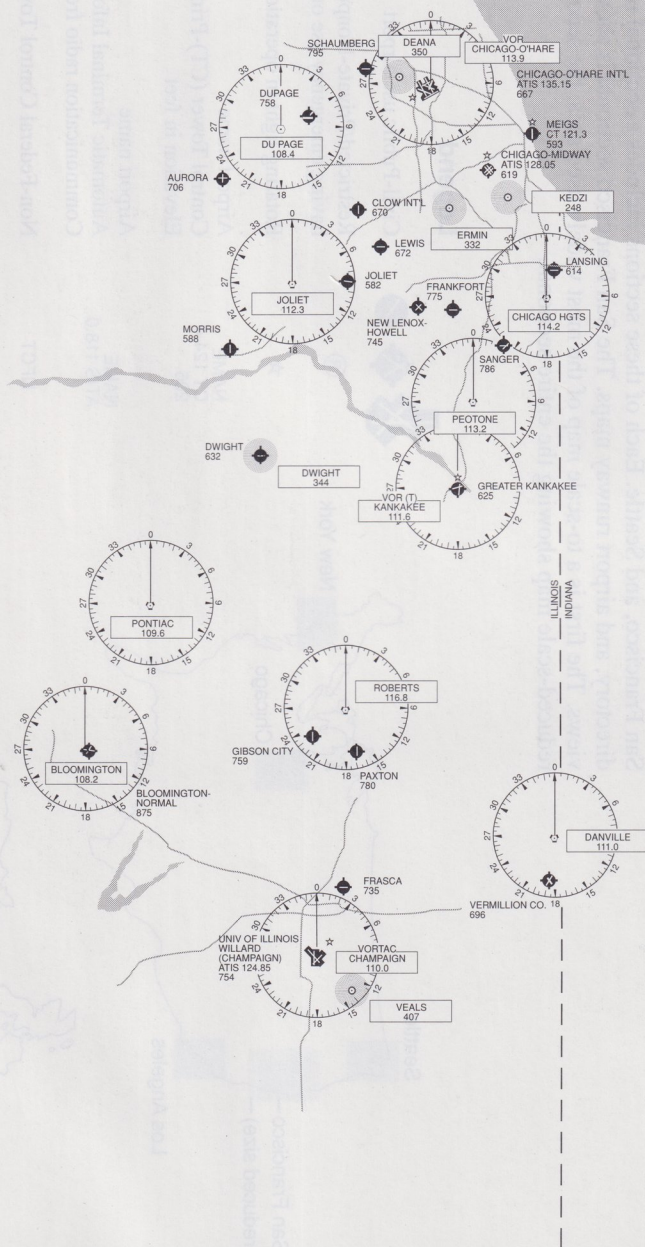 SCHAUMBERG
795
DEANA
350
VOR
CHICAGO-O'HARE
113.9
CHICAGO-O'HARE INT'L
ATIS 135.15
667
DUPAGE
758
DU PAGE
108.4
MEIGS
CT 121.3
593
CHIGAGO-MIDWAY
ATIS 128.05
619
AURORA
706
KEDZI
248
CLOW INT'L
670
ERMIN
332
LEWIS
672
LANSING
614
JOLIET
582
JOLIET
112.3
FRANKFORT
775
CHICAGO HGTS
114.2
NEW LENOX-
HOWELL
745
MORRIS
588
SANGER
786
PEOTONE
113.2
DWIGHT
632
DWIGHT
344
GREATER KANKAKEE
625
VOR (T)
KANKAKEE
111.6
ILLINOIS
INDIANA
PONTIAC
109.6
ROBERTS
116.8
GIBSON CITY
759
PAXTON
780
BLOOMINGTON
108.2
BLOOMINGTON-
NORMAL
875
DANVILLE
111.0
FRASCA
735
VERMILLION CO.
696
UNIV OF ILLINOIS
WILLARD
(CHAMPAIGN)
ATIS 124.85
754
VORTAC
CHAMPAIGN
110.0
VEALS
407